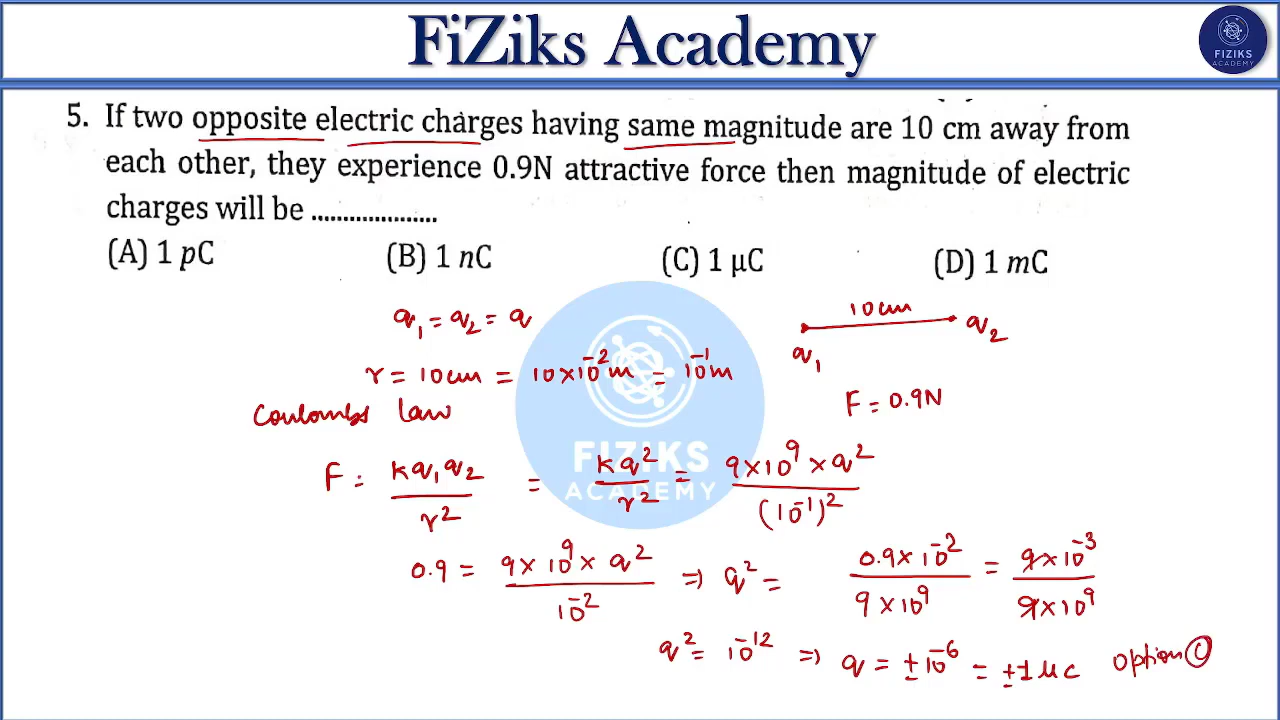 FiZiks Academy
FIZIKS
ACADEMY
5. If two opposite electric charges having same magnitude are 10 cm away from
each other, they experience 0.9N attractive force then magnitude of electric
charges will be ....................
(A) 1 pC (B) 1 nC (C) 1 μC (D) 1 mC
q₁ = q₂ = q
10cm
q₁ q₂
r = 10cm = 10×10⁻²m = 10⁻¹m
F = 0.9N
Coulombs law
F = kq₁q₂/r² = kq²/r² = 9×10⁹×q²/(10⁻¹)²
FIZIKS
ACADEMY
0.9 = 9×10⁹×q²/10⁻² ⇒ q² = 0.9×10⁻²/9×10⁹ = 9×10⁻³/9×10⁹
q² = 10⁻¹² ⇒ q = ±10⁻⁶ = ±1μc option Ⓒ